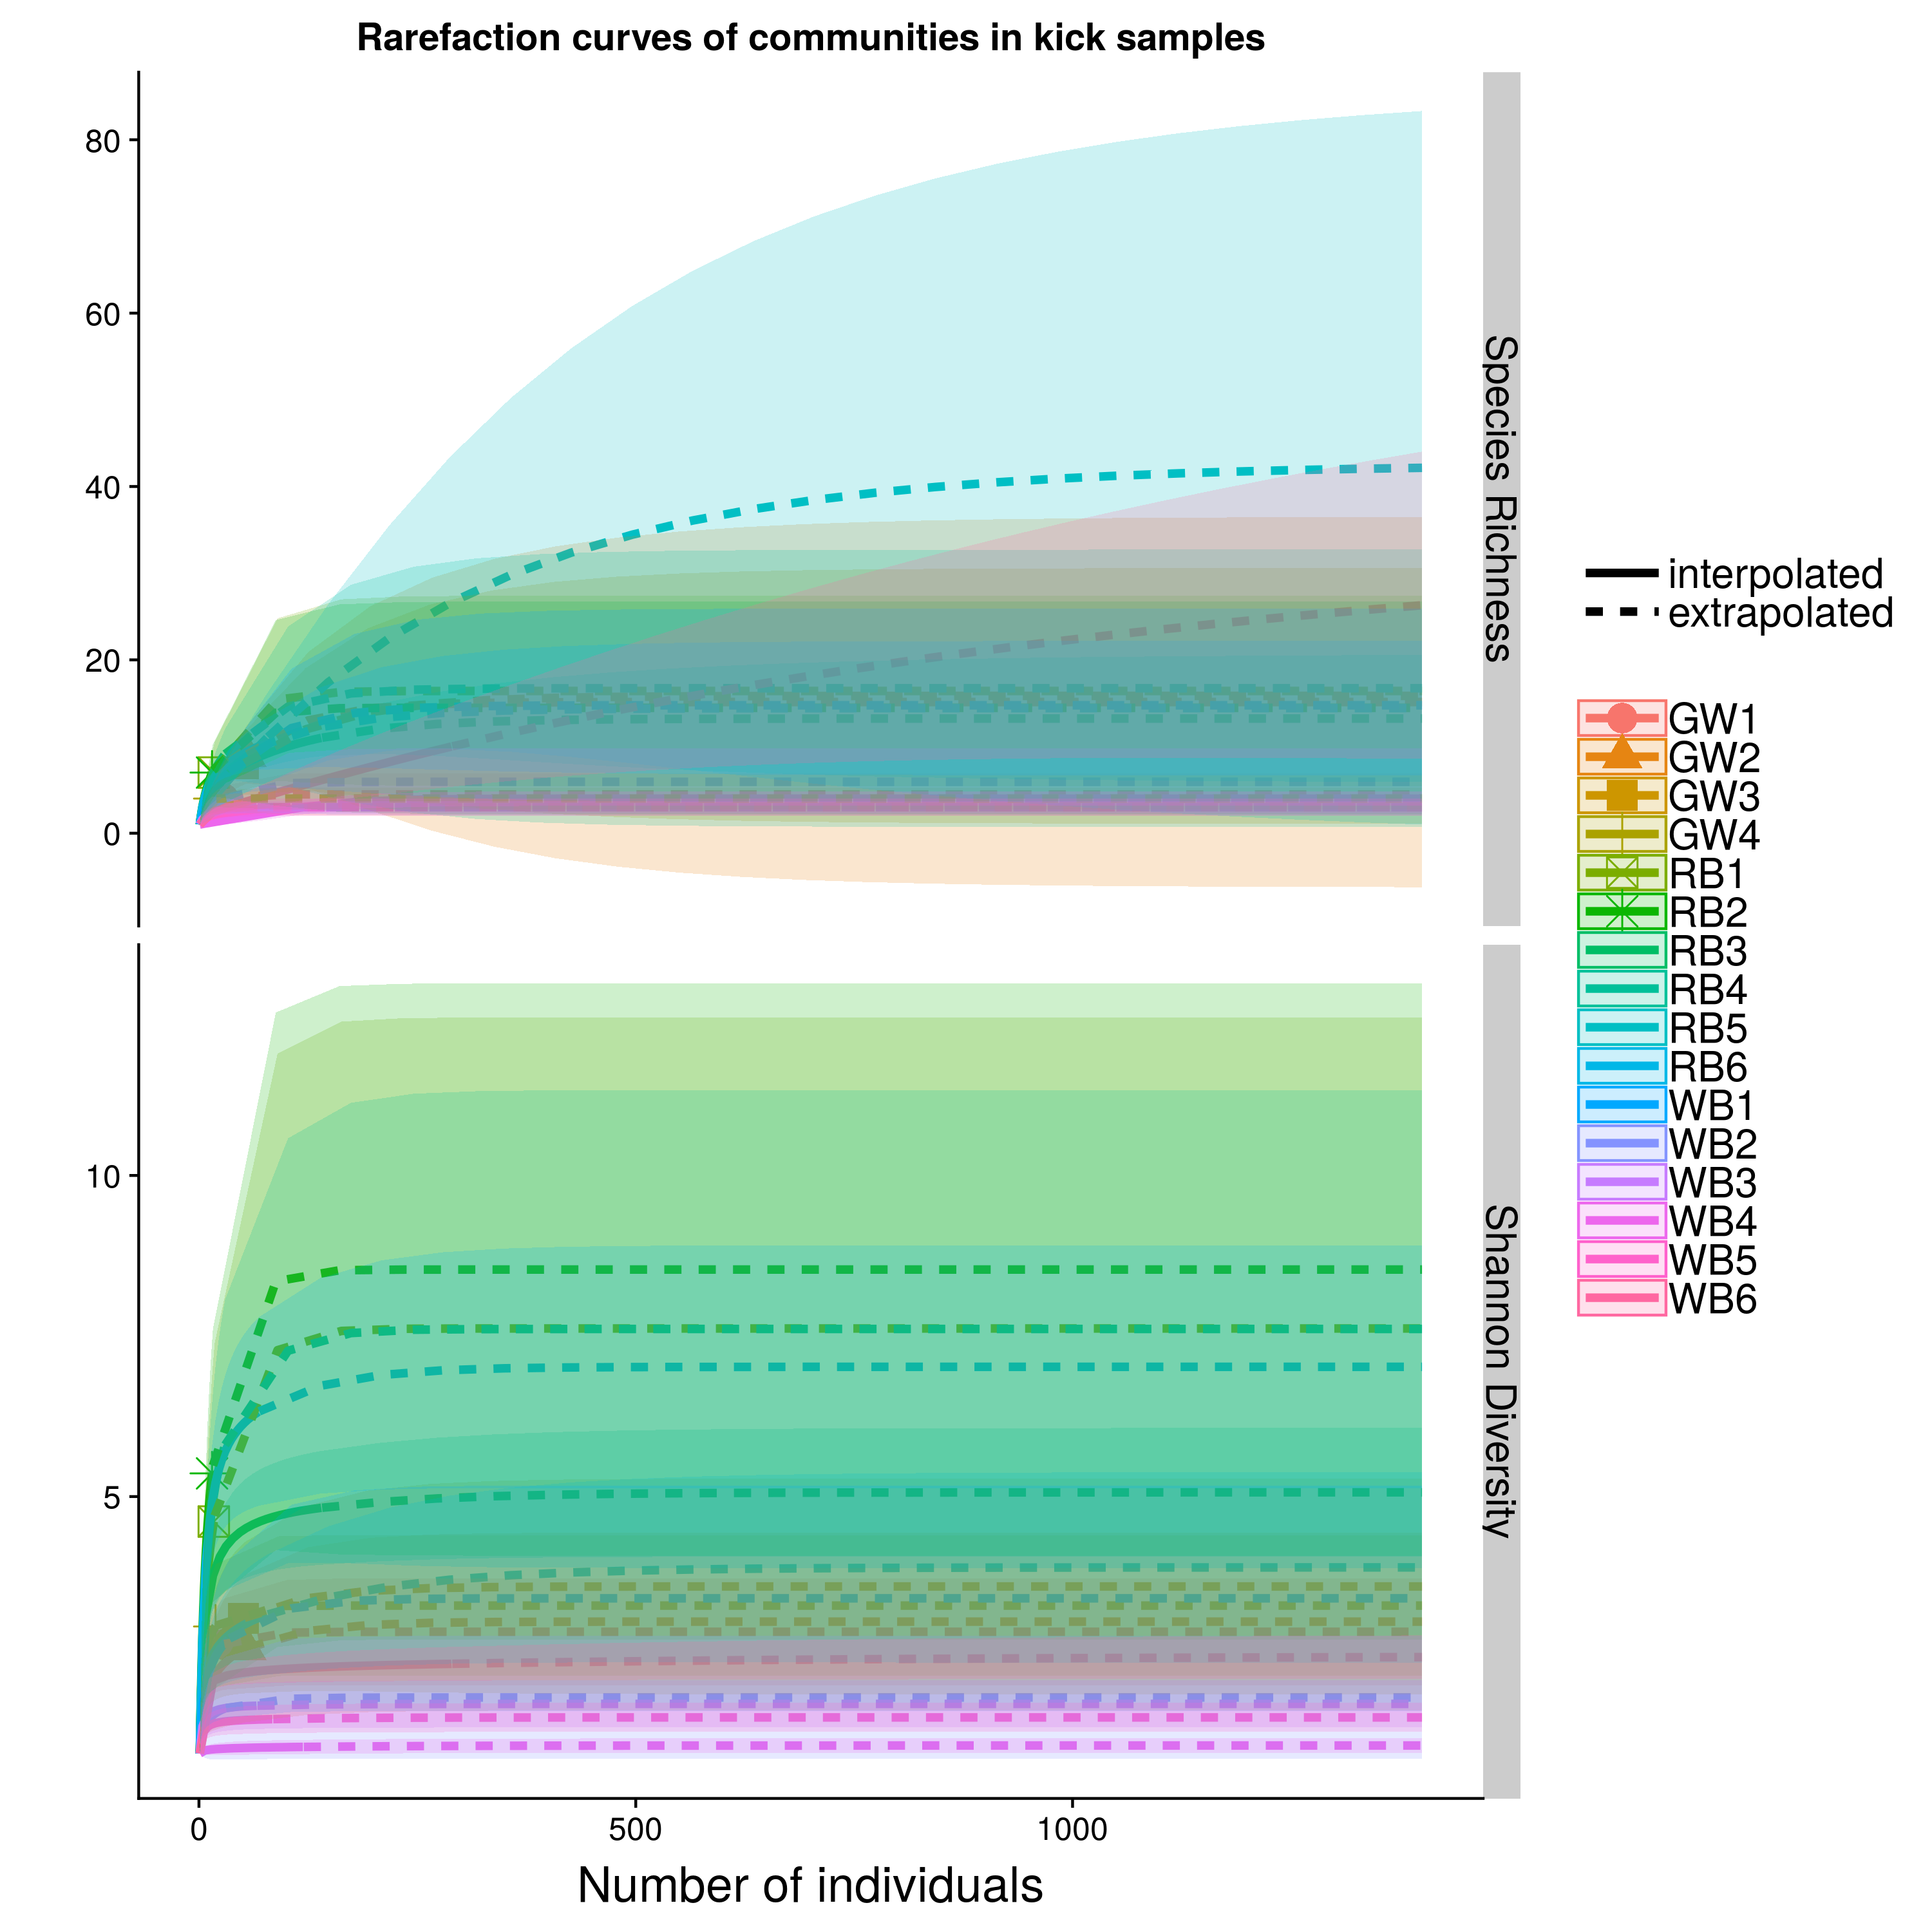 Rarefaction curves of communities in kick samples
80
60
40
20
0
Species Richness
10
5
Shannon Diversity
0 500 1000
Number of individuals
interpolated
extrapolated
GW1
GW2
GW3
GW4
RB1
RB2
RB3
RB4
RB5
RB6
WB1
WB2
WB3
WB4
WB5
WB6